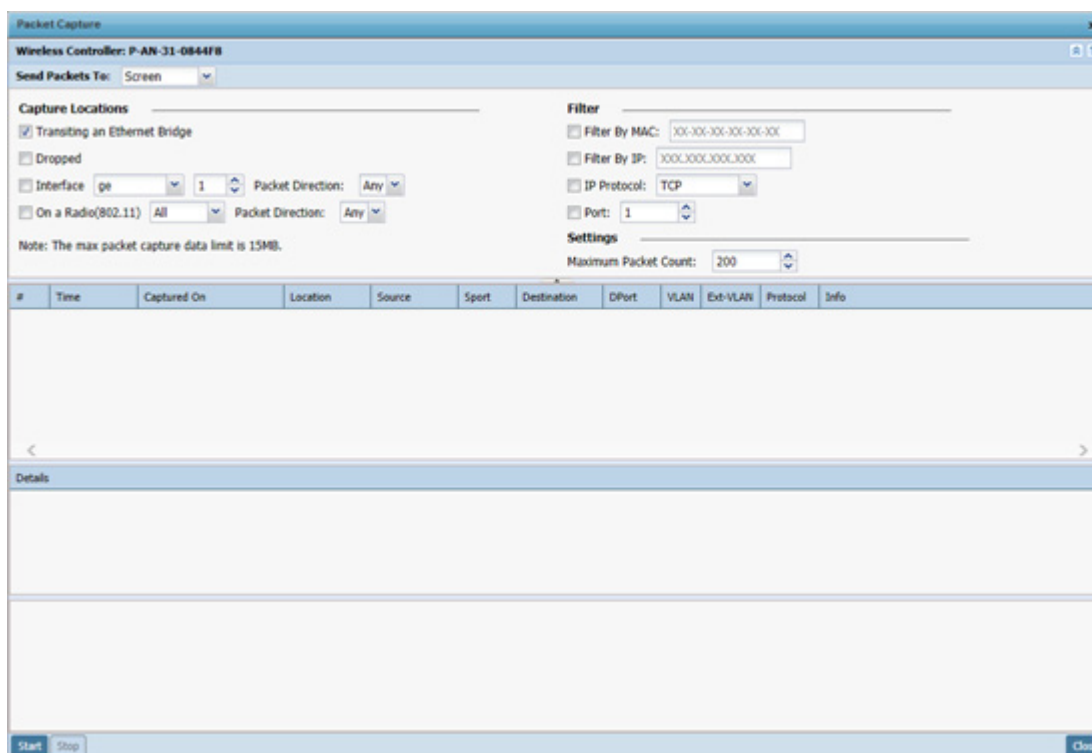 Packet Capture
Wireless Controller: P-AN-31-0844F8
Send Packets To: Screen
Capture Locations
Transiting an Ethernet Bridge
Dropped
Interface ge 1 Packet Direction: Any
On a Radio(802.11) All Packet Direction: Any
Note: The max packet capture data limit is 15MB.
Filter
Filter By MAC: XX-XX-XX-XX-XX-XX
Filter By IP: XXX.XXX.XXX.XXX
IP Protocol: TCP
Port: 1
Settings
Maximum Packet Count: 200
# Time Captured On Location Source Sport Destination DPort VLAN Ext-VLAN Protocol Info
Details
Start Stop